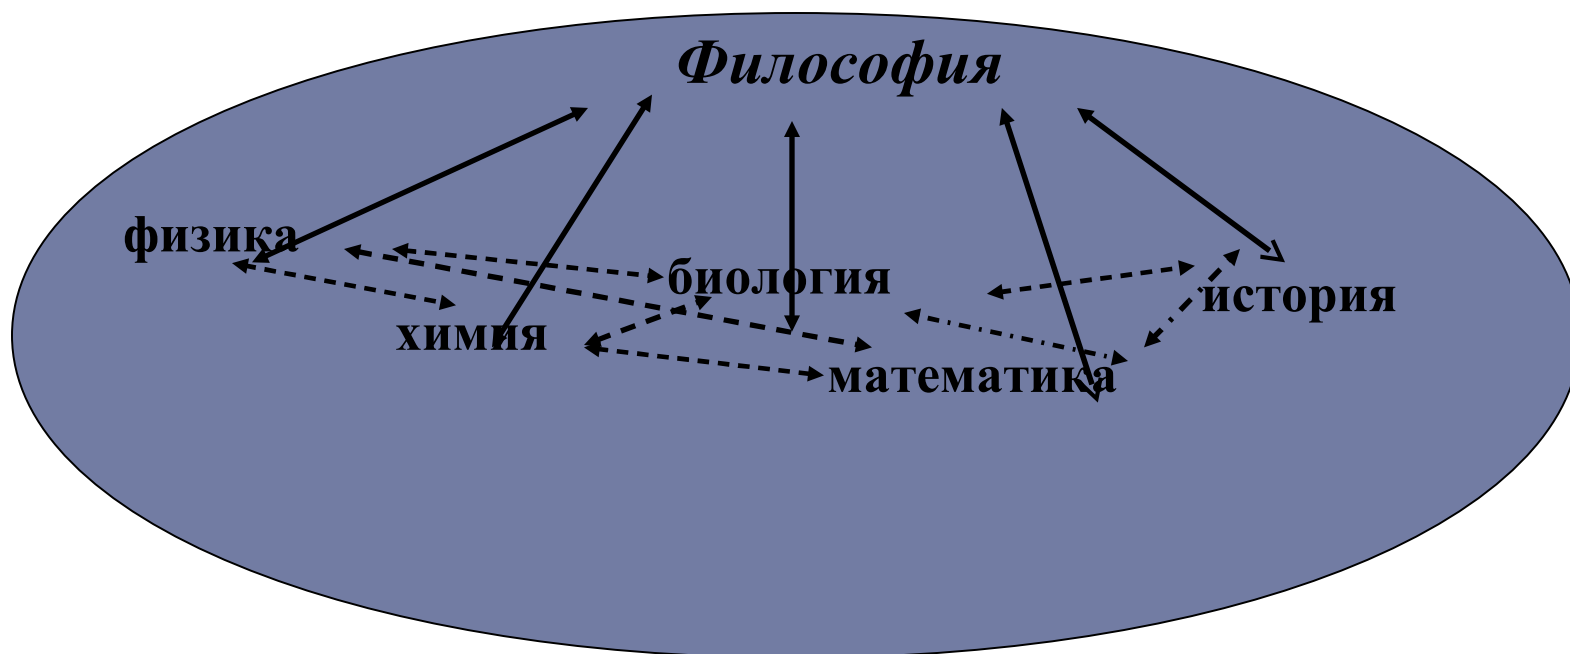 Философия
физика
биология
история
химия
математика